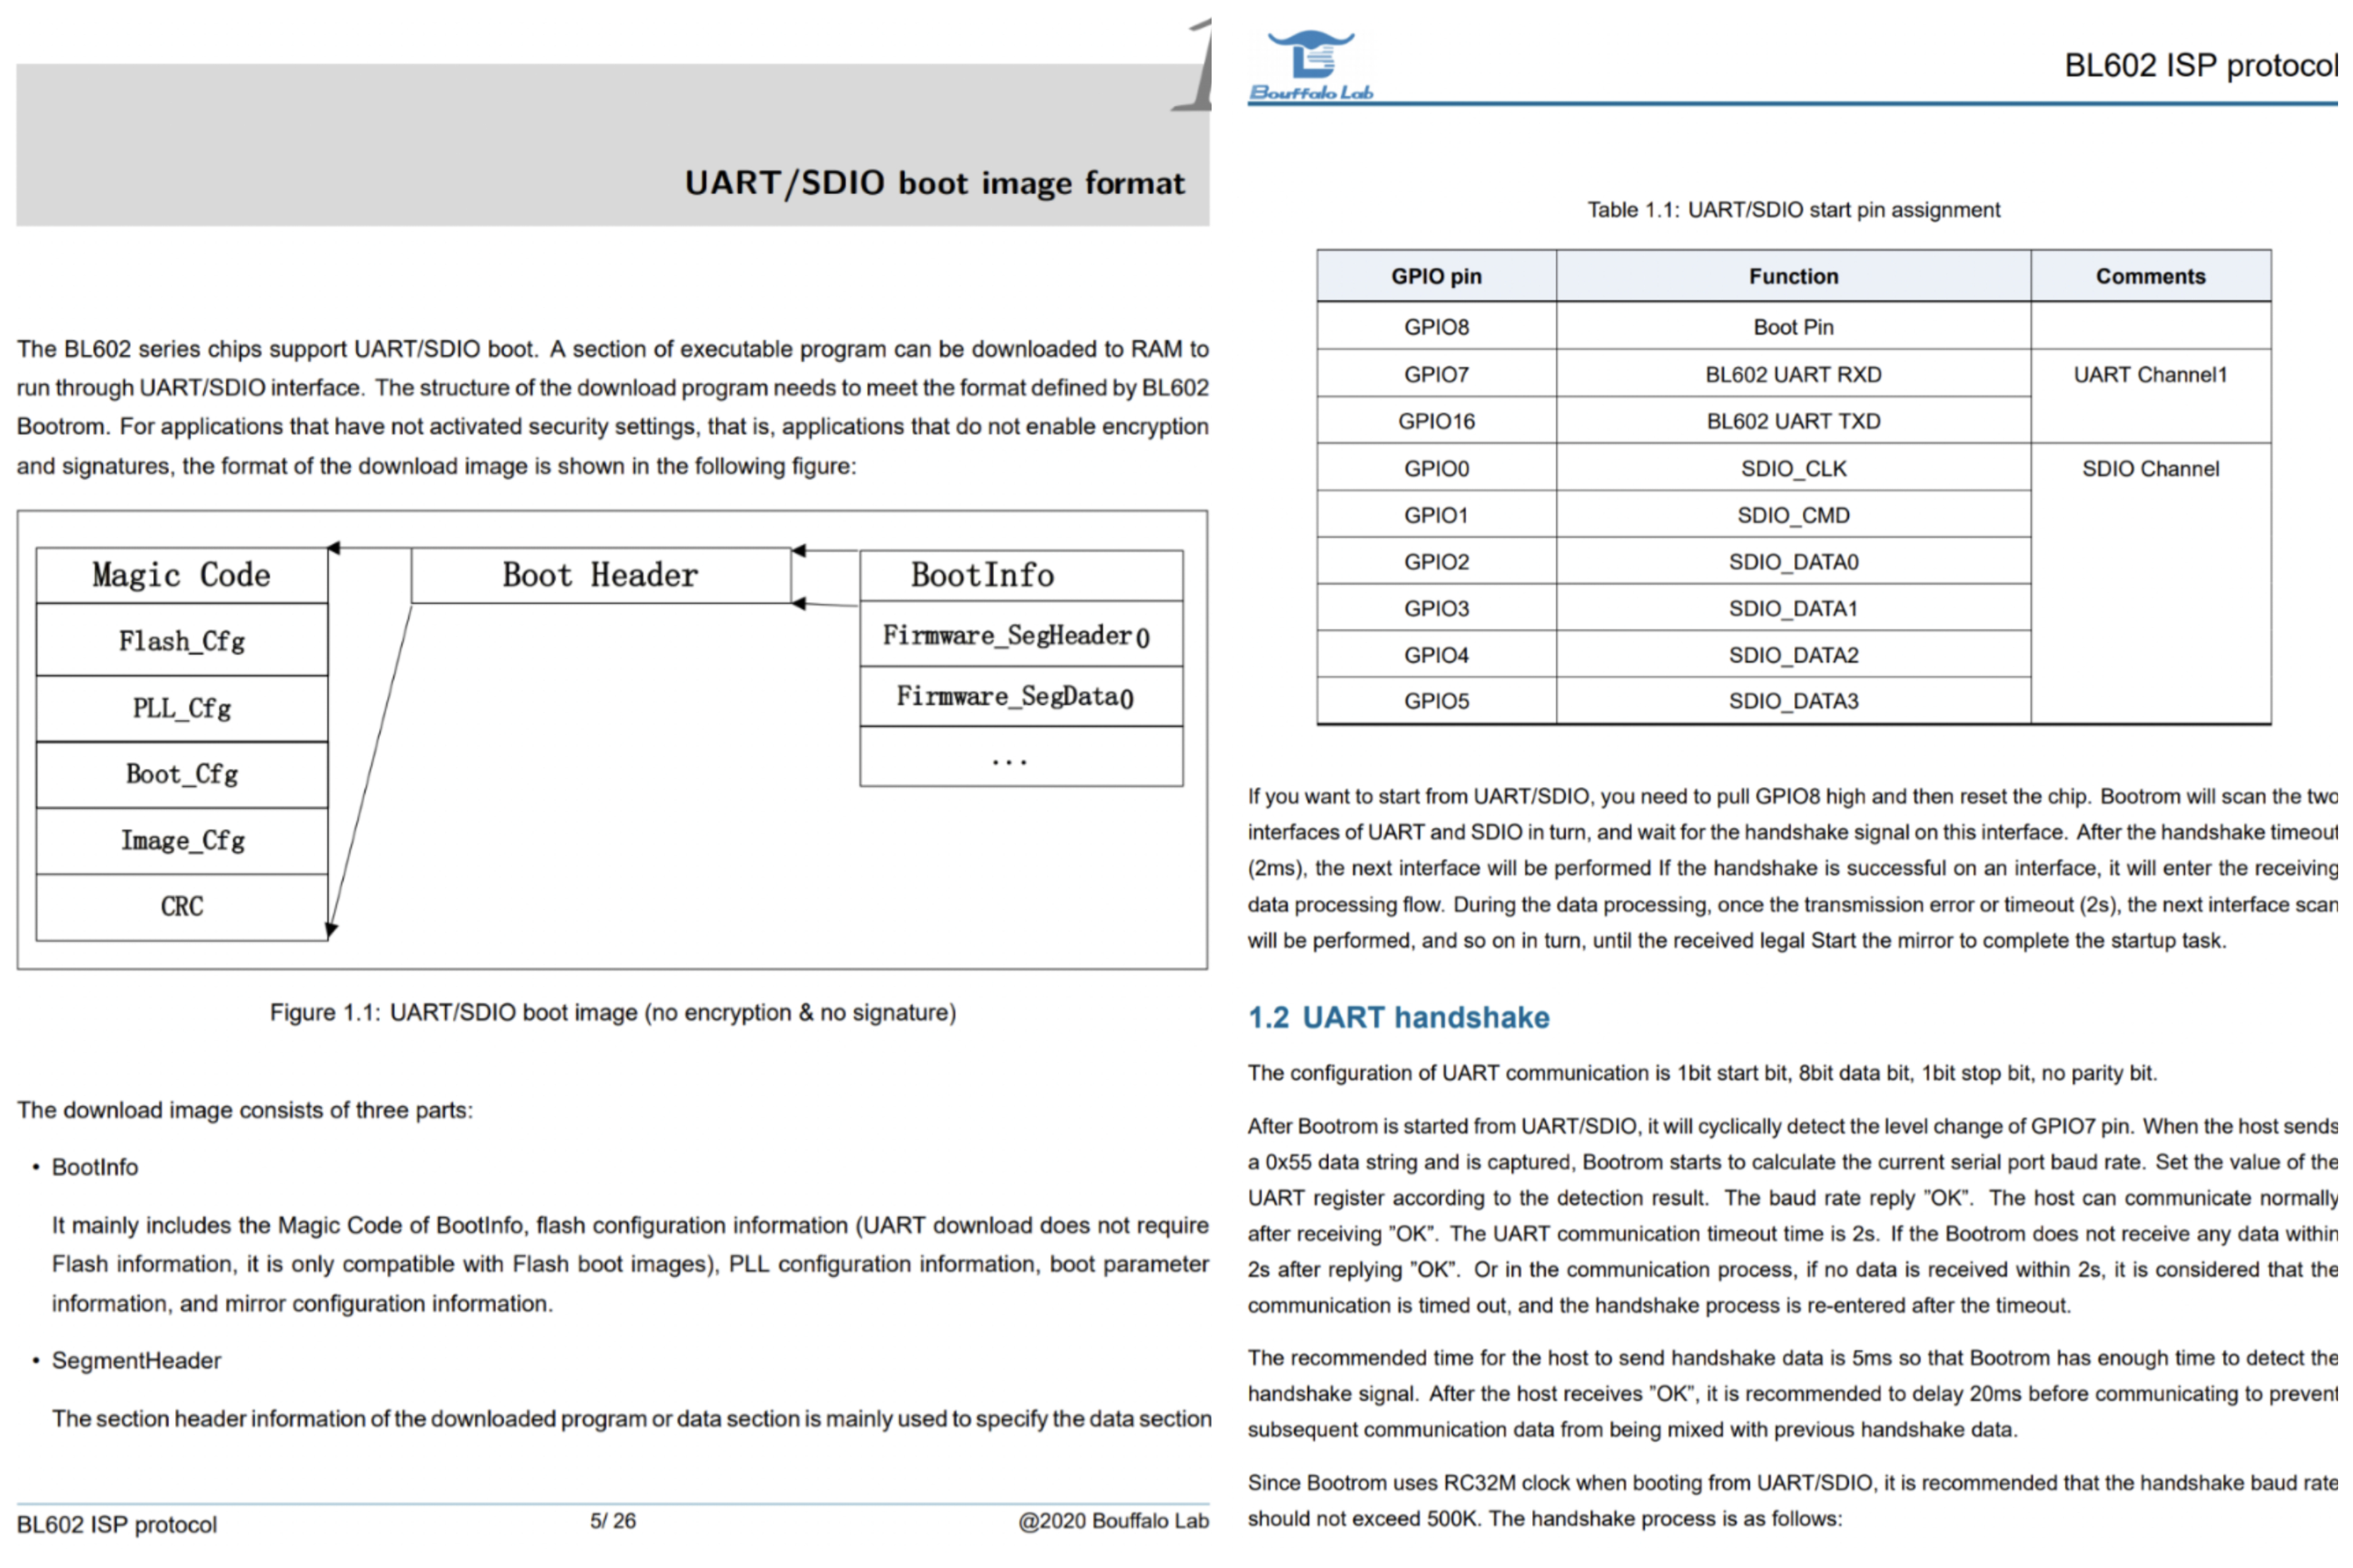 1
UART/SDIO boot image format
The BL602 series chips support UART/SDIO boot. A section of executable program can be downloaded to RAM to
run through UART/SDIO interface. The structure of the download program needs to meet the format defined by BL602
Bootrom. For applications that have not activated security settings, that is, applications that do not enable encryption
and signatures, the format of the download image is shown in the following figure:
Magic Code
Flash_Cfg
PLL_Cfg
Boot_Cfg
Image_Cfg
CRC
Boot Header
BootInfo
Firmware_SegHeader0
Firmware_SegData0
...
Figure 1.1: UART/SDIO boot image (no encryption & no signature)
The download image consists of three parts:
• BootInfo
It mainly includes the Magic Code of BootInfo, flash configuration information (UART download does not require
Flash information, it is only compatible with Flash boot images), PLL configuration information, boot parameter
information, and mirror configuration information.
• SegmentHeader
The section header information of the downloaded program or data section is mainly used to specify the data section
BL602 ISP protocol 5/ 26 @2020 Bouffalo Lab
Bouffalo Lab
BL602 ISP protocol
Table 1.1: UART/SDIO start pin assignment
GPIO pin Function Comments
GPIO8 Boot Pin
GPIO7 BL602 UART RXD UART Channel1
GPIO16 BL602 UART TXD
GPIO0 SDIO_CLK SDIO Channel
GPIO1 SDIO_CMD
GPIO2 SDIO_DATA0
GPIO3 SDIO_DATA1
GPIO4 SDIO_DATA2
GPIO5 SDIO_DATA3
If you want to start from UART/SDIO, you need to pull GPIO8 high and then reset the chip. Bootrom will scan the two
interfaces of UART and SDIO in turn, and wait for the handshake signal on this interface. After the handshake timeout
(2ms), the next interface will be performed If the handshake is successful on an interface, it will enter the receiving
data processing flow. During the data processing, once the transmission error or timeout (2s), the next interface scan
will be performed, and so on in turn, until the received legal Start the mirror to complete the startup task.
1.2 UART handshake
The configuration of UART communication is 1bit start bit, 8bit data bit, 1bit stop bit, no parity bit.
After Bootrom is started from UART/SDIO, it will cyclically detect the level change of GPIO7 pin. When the host sends
a 0x55 data string and is captured, Bootrom starts to calculate the current serial port baud rate. Set the value of the
UART register according to the detection result. The baud rate reply "OK". The host can communicate normally
after receiving "OK". The UART communication timeout time is 2s. If the Bootrom does not receive any data within
2s after replying "OK". Or in the communication process, if no data is received within 2s, it is considered that the
communication is timed out, and the handshake process is re-entered after the timeout.
The recommended time for the host to send handshake data is 5ms so that Bootrom has enough time to detect the
handshake signal. After the host receives "OK", it is recommended to delay 20ms before communicating to prevent
subsequent communication data from being mixed with previous handshake data.
Since Bootrom uses RC32M clock when booting from UART/SDIO, it is recommended that the handshake baud rate
should not exceed 500K. The handshake process is as follows: